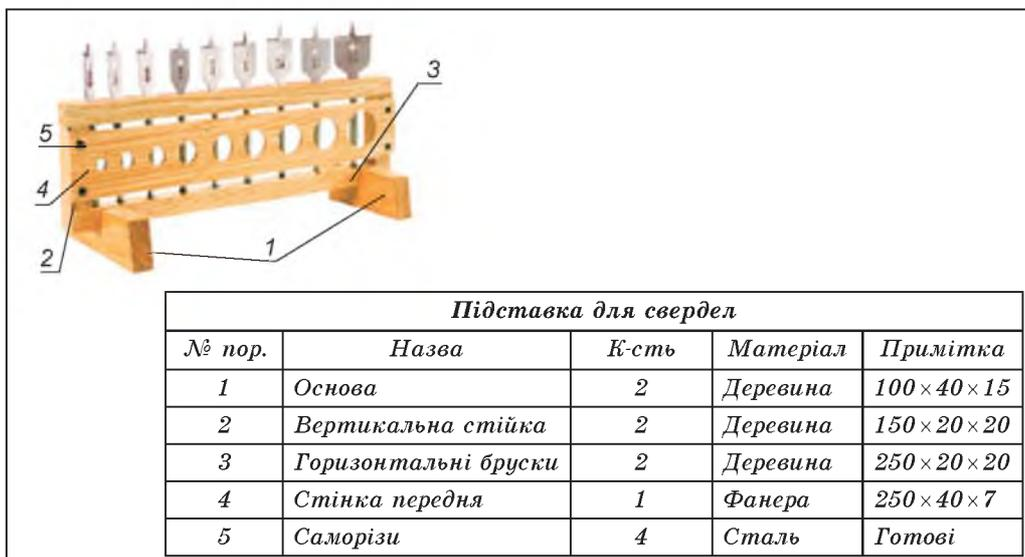 3
5
4
2
1
Підставка для свердел
№ пор. Назва К-сть Матеріал Примітка
1 Основа 2 Деревина 100×40×15
2 Вертикальна стійка 2 Деревина 150×20×20
3 Горизонтальні бруски 2 Деревина 250×20×20
4 Стінка передня 1 Фанера 250×40×7
5 Саморізи 4 Сталь Готові